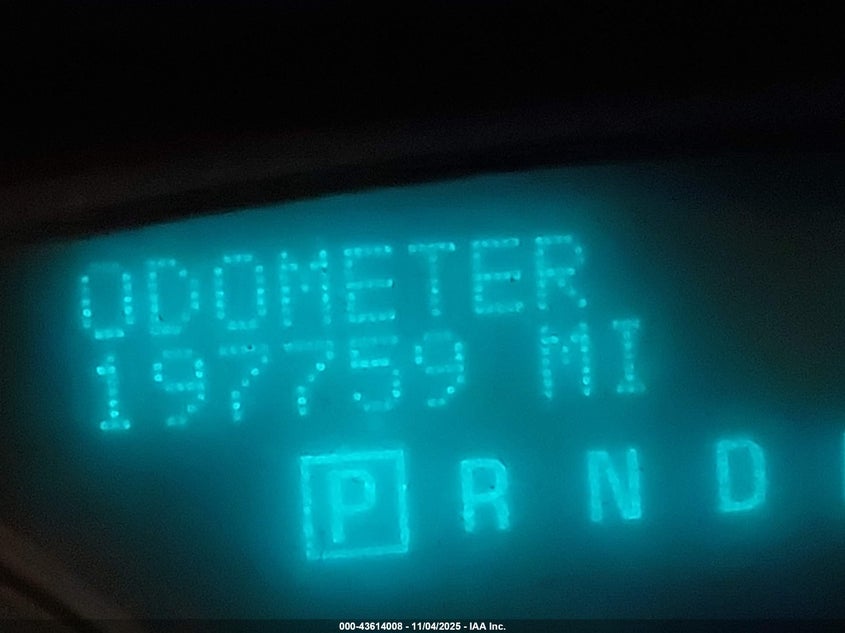 ODOMETER
197759 MI
P R N D
000-43614008 - 11/04/2025 - IAA Inc.